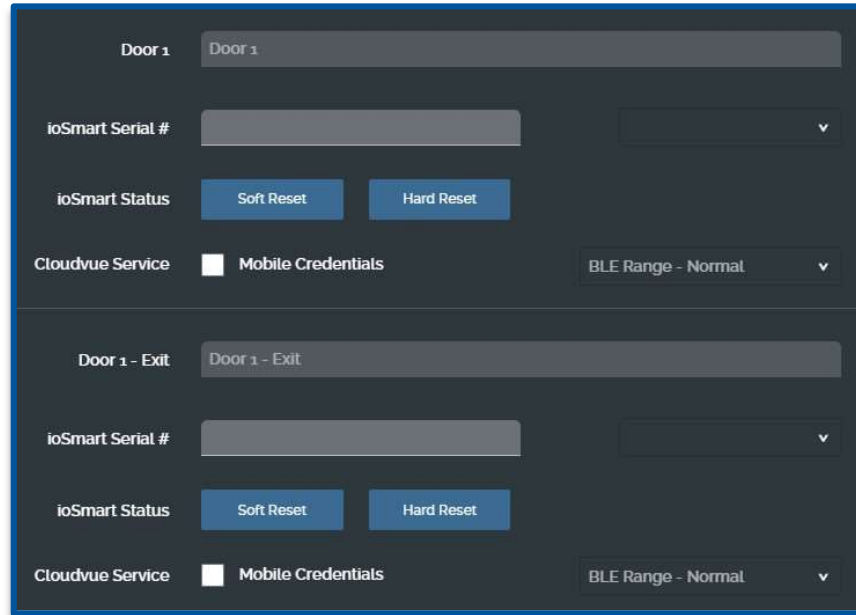 Door 1 Door 1
ioSmart Serial #
ioSmart Status Soft Reset Hard Reset
Cloudvue Service Mobile Credentials BLE Range - Normal
Door 1 - Exit Door 1 - Exit
ioSmart Serial #
ioSmart Status Soft Reset Hard Reset
Cloudvue Service Mobile Credentials BLE Range - Normal